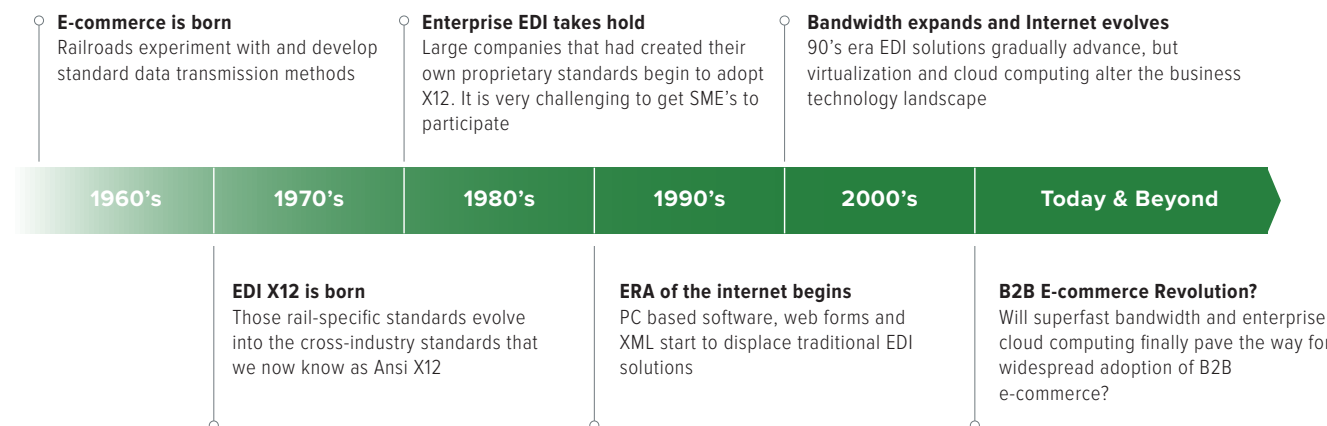 E-commerce is born
Railroads experiment with and develop
standard data transmission methods
Enterprise EDI takes hold
Large companies that had created their
own proprietary standards begin to adopt
X12. It is very challenging to get SME's to
participate
Bandwidth expands and Internet evolves
90's era EDI solutions gradually advance, but
virtualization and cloud computing alter the business
technology landscape
1960's
1970's
1980's
1990's
2000's
Today & Beyond
EDI X12 is born
Those rail-specific standards evolve
into the cross-industry standards that
we now know as Ansi X12
ERA of the internet begins
PC based software, web forms and
XML start to displace traditional EDI
solutions
B2B E-commerce Revolution?
Will superfast bandwidth and enterprise
cloud computing finally pave the way for
widespread adoption of B2B
e-commerce?